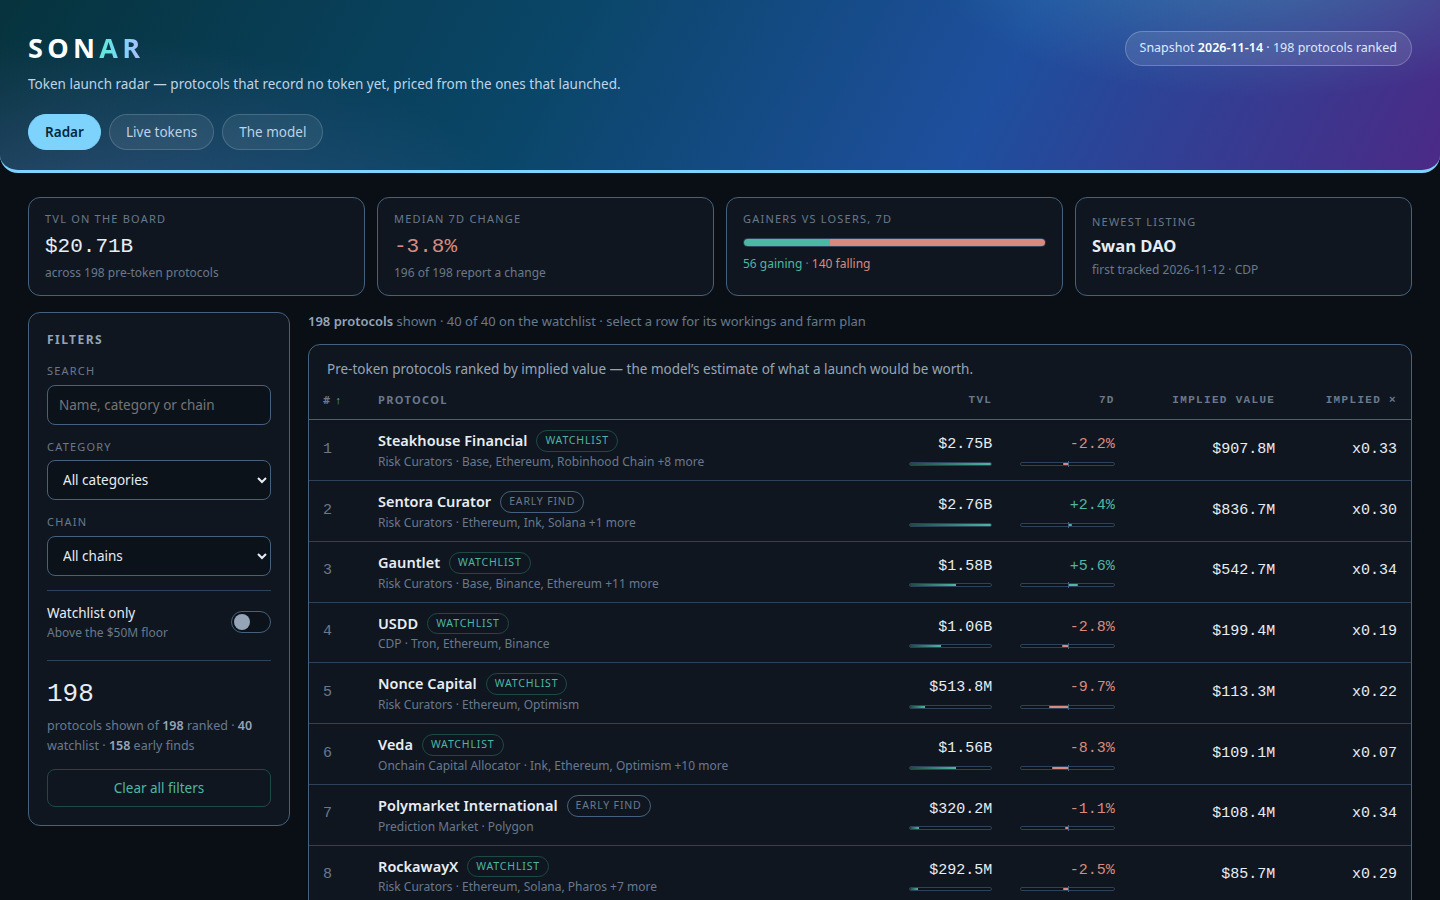 SONAR
Snapshot 2026-11-14 · 198 protocols ranked
Token launch radar — protocols that record no token yet, priced from the ones that launched.
Radar
Live tokens
The model
TVL ON THE BOARD
$20.71B
across 198 pre-token protocols
MEDIAN 7D CHANGE
-3.8%
196 of 198 report a change
GAINERS VS LOSERS, 7D
56 gaining · 140 falling
NEWEST LISTING
Swan DAO
first tracked 2026-11-12 · CDP
FILTERS
SEARCH
Name, category or chain
CATEGORY
All categories
CHAIN
All chains
Watchlist only
Above the $50M floor
198
protocols shown of 198 ranked · 40
watchlist · 158 early finds
Clear all filters
198 protocols shown · 40 of 40 on the watchlist · select a row for its workings and farm plan
Pre-token protocols ranked by implied value — the model's estimate of what a launch would be worth.
# ↑ PROTOCOL TVL 7D IMPLIED VALUE IMPLIED ×
1 Steakhouse Financial WATCHLIST $2.75B -2.2% $907.8M x0.33
Risk Curators · Base, Ethereum, Robinhood Chain +8 more
2 Sentora Curator EARLY FIND $2.76B +2.4% $836.7M x0.30
Risk Curators · Ethereum, Ink, Solana +1 more
3 Gauntlet WATCHLIST $1.58B +5.6% $542.7M x0.34
Risk Curators · Base, Binance, Ethereum +11 more
4 USDD WATCHLIST $1.06B -2.8% $199.4M x0.19
CDP · Tron, Ethereum, Binance
5 Nonce Capital WATCHLIST $513.8M -9.7% $113.3M x0.22
Risk Curators · Ethereum, Optimism
6 Veda WATCHLIST $1.56B -8.3% $109.1M x0.07
Onchain Capital Allocator · Ink, Ethereum, Optimism +10 more
7 Polymarket International EARLY FIND $320.2M -1.1% $108.4M x0.34
Prediction Market · Polygon
8 RockawayX WATCHLIST $292.5M -2.5% $85.7M x0.29
Risk Curators · Ethereum, Solana, Pharos +7 more